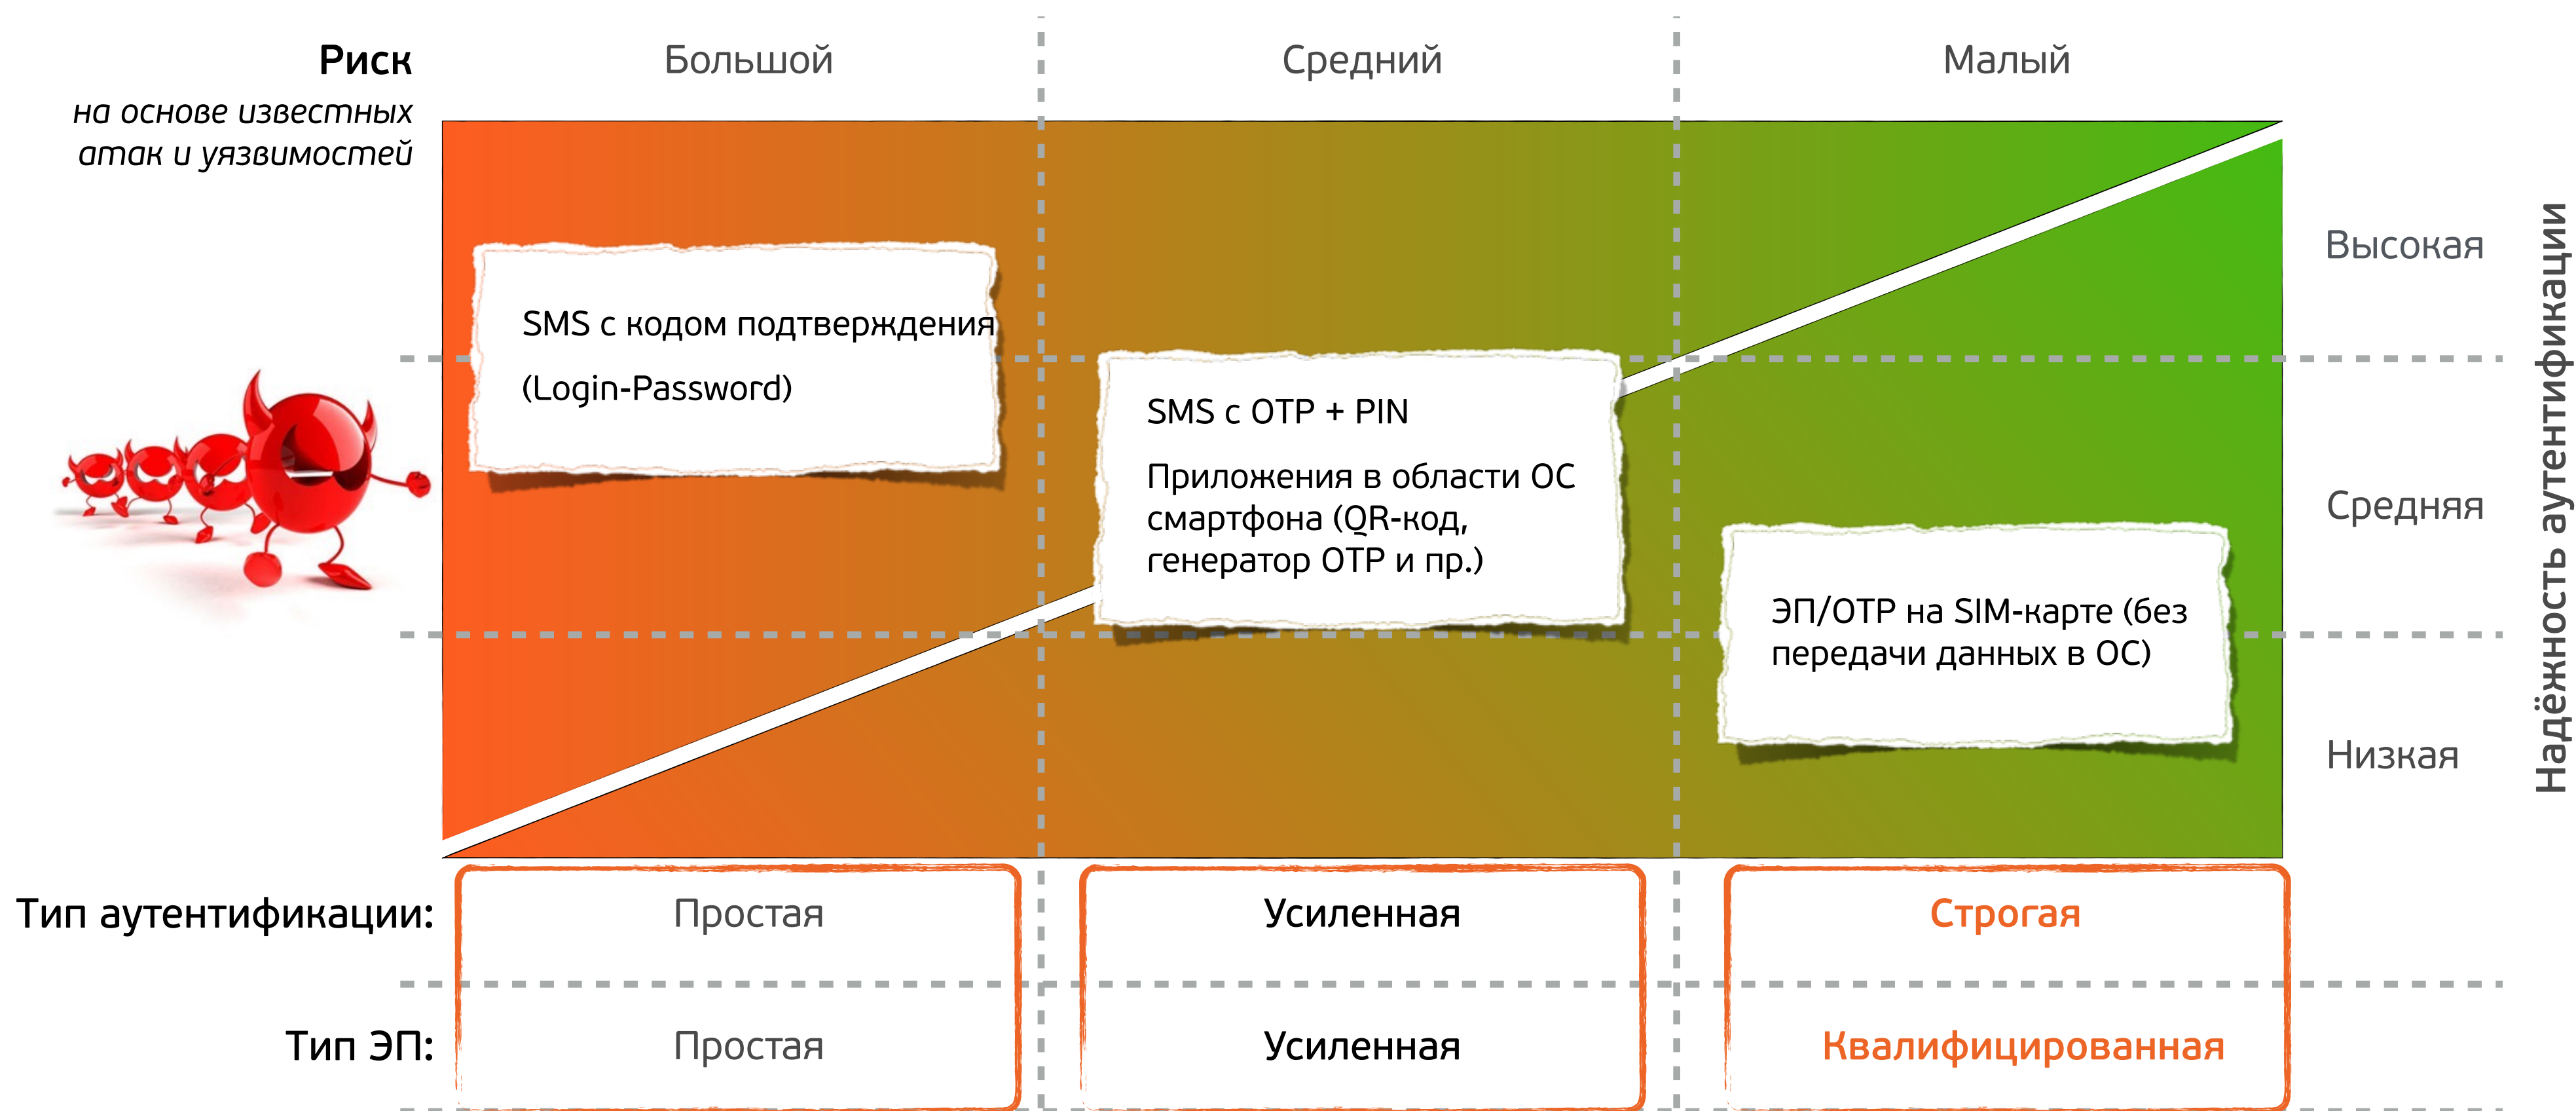 Риск
на основе известных
атак и уязвимостей
Большой
Средний
Малый
SMS с кодом подтверждения
(Login-Password)
SMS с OTP + PIN
Приложения в области ОС
смартфона (QR-код,
генератор OTP и пр.)
ЭП/OTP на SIM-карте (без
передачи данных в ОС)
Высокая
Средняя
Низкая
Надёжность аутентификации
Тип аутентификации:
Простая
Усиленная
Строгая
Тип ЭП:
Простая
Усиленная
Квалифицированная